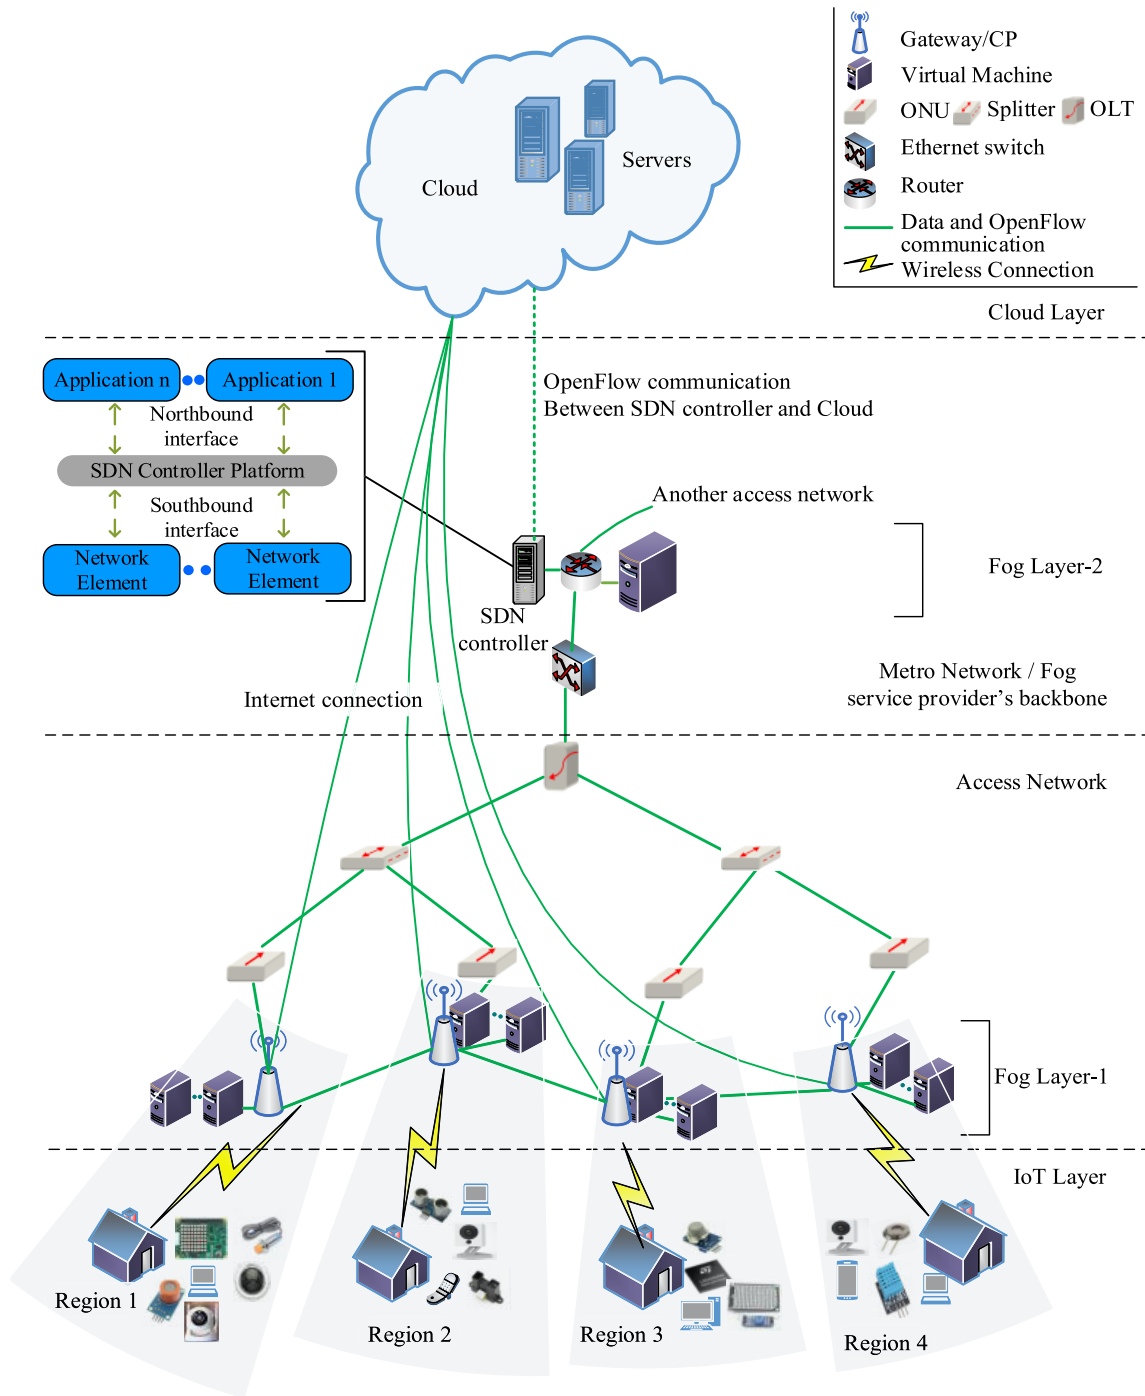 Gateway/CP
Virtual Machine
ONU Splitter OLT
Ethernet switch
Router
Data and OpenFlow
communication
Wireless Connection
Servers
Cloud
Cloud Layer
Application n
Application 1
Northbound
interface
SDN Controller Platform
Southbound
interface
Network
Element
Network
Element
OpenFlow communication
Between SDN controller and Cloud
Another access network
Fog Layer-2
SDN
controller
Metro Network / Fog
service provider's backbone
Internet connection
Access Network
Fog Layer-1
IoT Layer
Region 1
Region 2
Region 3
Region 4